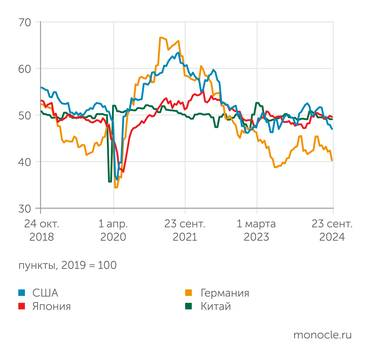 70
60
50
40
30
24 окт. 1 апр. 23 сент. 1 марта 23 сент.
2018 2020 2021 2023 2024
пункты, 2019 = 100
США Германия
Япония Китай
monocle.ru